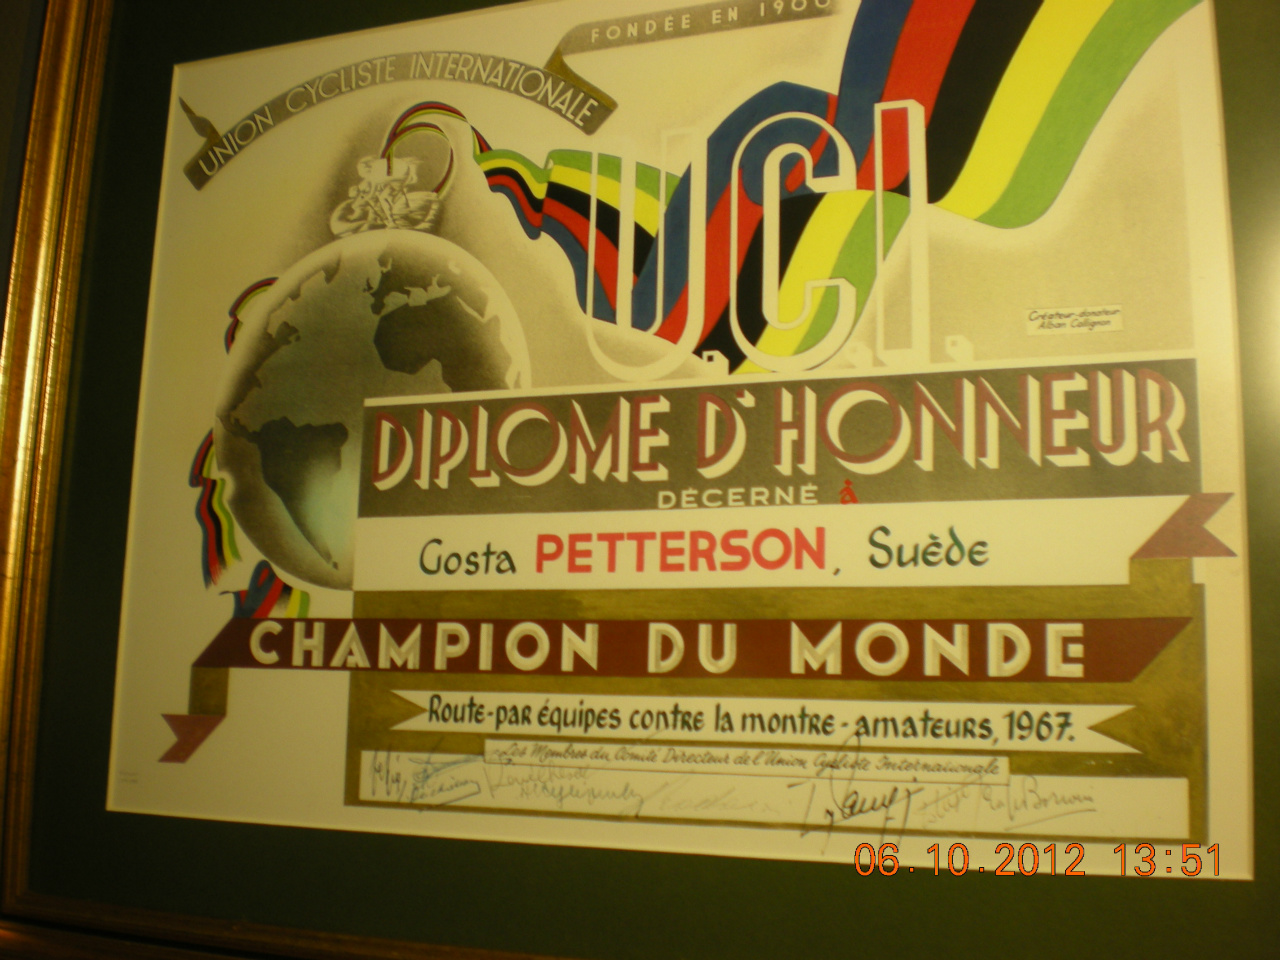 UNION CYCLISTE INTERNATIONALE
FONDÉE EN 1900
U.C.I.
Créateur-donateur
Alban Collignon
DIPLOME D'HONNEUR
DÉCERNÉ à
Gosta PETTERSON, Suède
CHAMPION DU MONDE
Route-par équipes contre la montre-amateurs, 1967.
Les Membres du Comité Directeur de l'Union Cycliste Internationale
06.10.2012 13:51